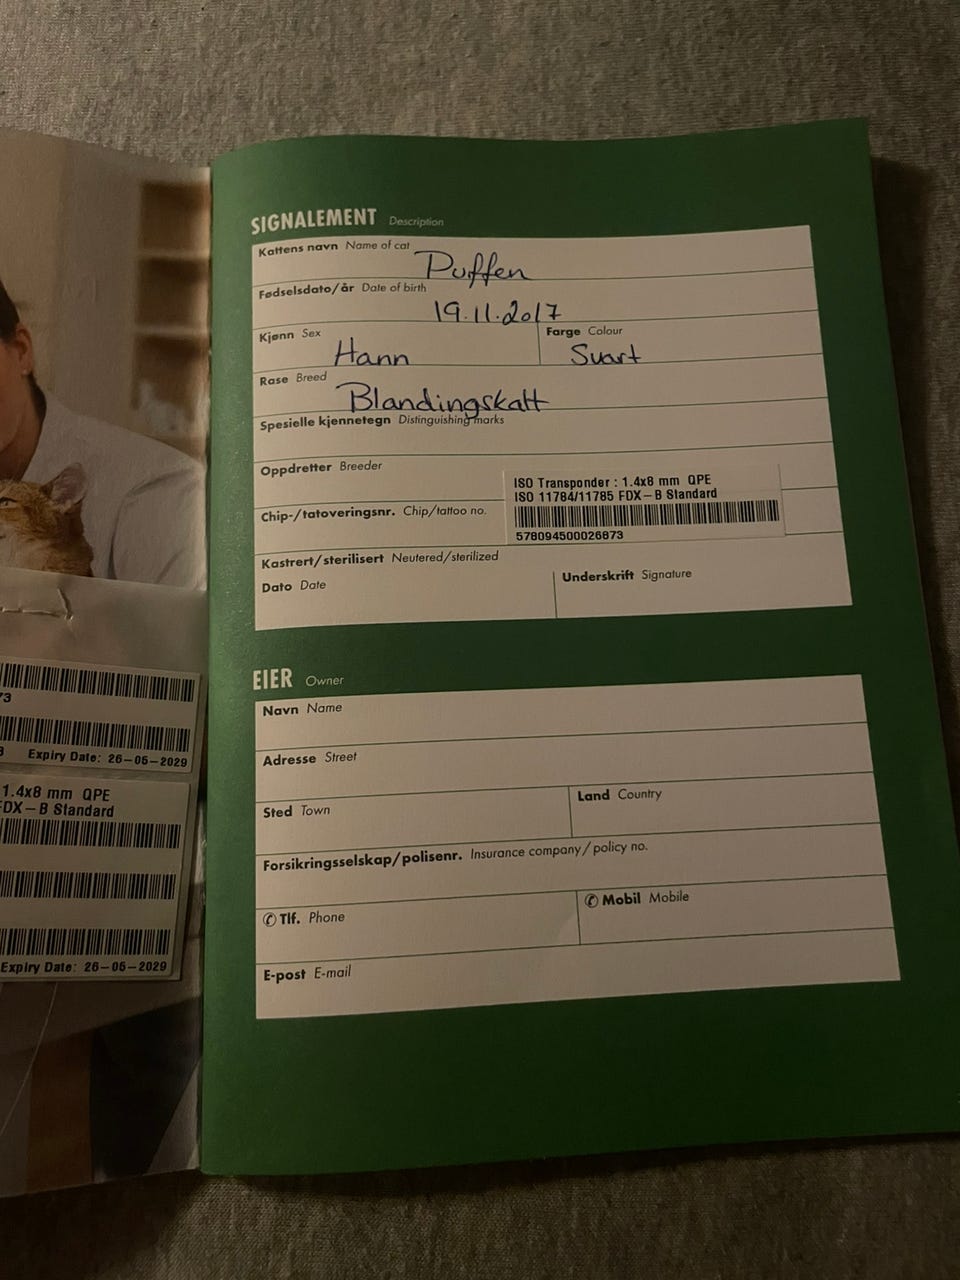 SIGNALEMENT Description
Kattens navn Name of cat
Puffen
Fødselsdato/år Date of birth
19.11.2017
Kjønn Sex
Hann
Farge Colour
Svart
Rase Breed
Blandingskatt
Spesielle kjennetegn Distinguishing marks
Oppdretter Breeder
Chip-/tatoveringsnr. Chip/tattoo no.
ISO Transponder : 1.4x8 mm QPE
ISO 11784/11785 FDX-B Standard
578094500026873
Kastrert/sterilisert Neutered/sterilized
Dato Date
Underskrift Signature
EIER Owner
Navn Name
Adresse Street
Sted Town
Land Country
Forsikringsselskap/polisenr. Insurance company/policy no.
✆ Tlf. Phone
✆ Mobil Mobile
E-post E-mail
73
Expiry Date: 26-06-2029
1.4x8 mm QPE
FDX-B Standard
Expiry Date: 26-06-2029